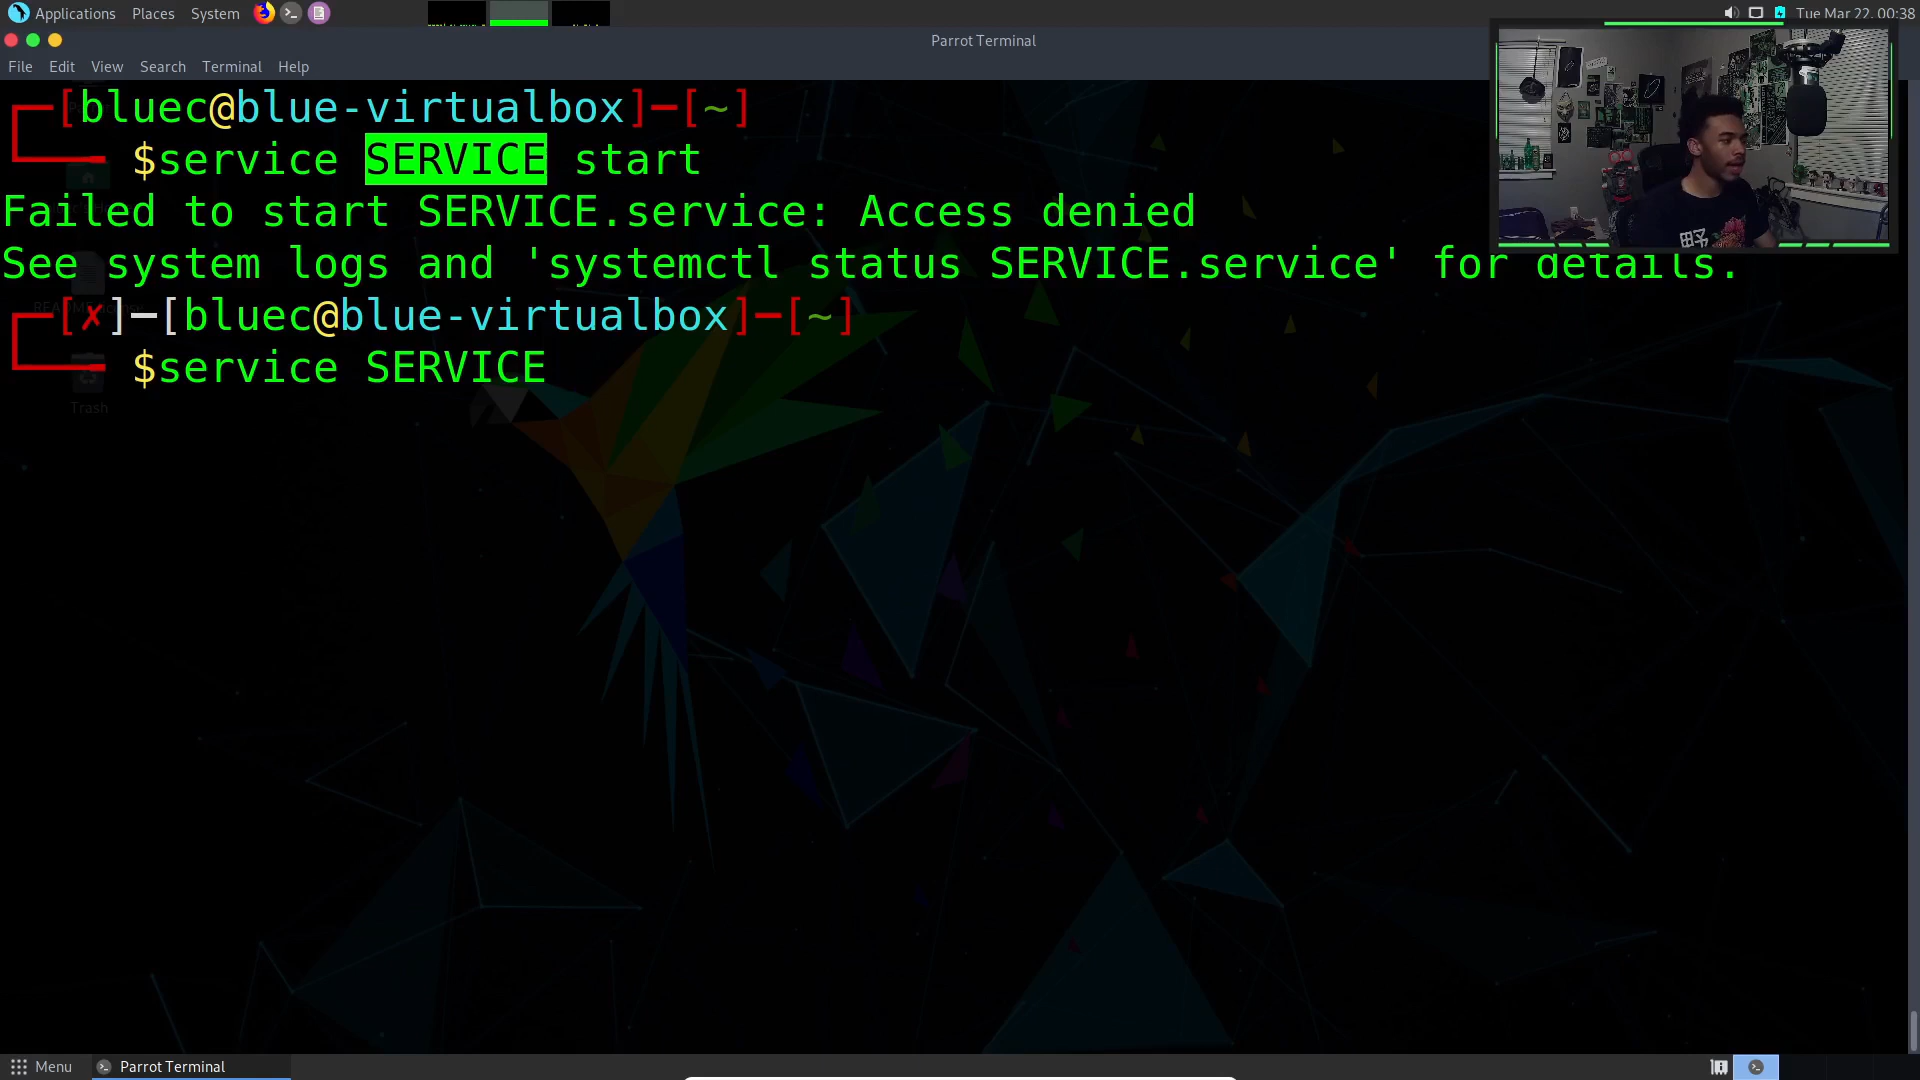 Applications Places System
Tue Mar 22, 00:38
Parrot Terminal
File Edit View Search Terminal Help
[bluec@blue-virtualbox]─[~]
$service SERVICE start
Failed to start SERVICE.service: Access denied
See system logs and 'systemctl status SERVICE.service' for details.
[✗]─[bluec@blue-virtualbox]─[~]
$service SERVICE
Trash
野
Menu Parrot Terminal